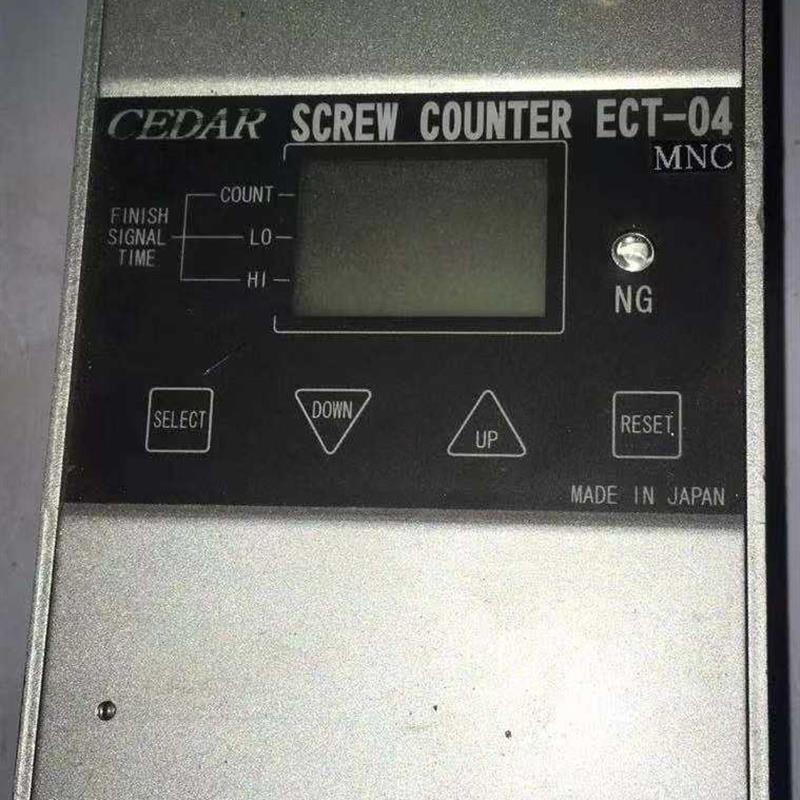 CEDAR SCREW COUNTER ECT-04
MNC
COUNT
FINISH
SIGNAL
TIME
LO
HI
NG
SELECT
DOWN
UP
RESET
MADE IN JAPAN